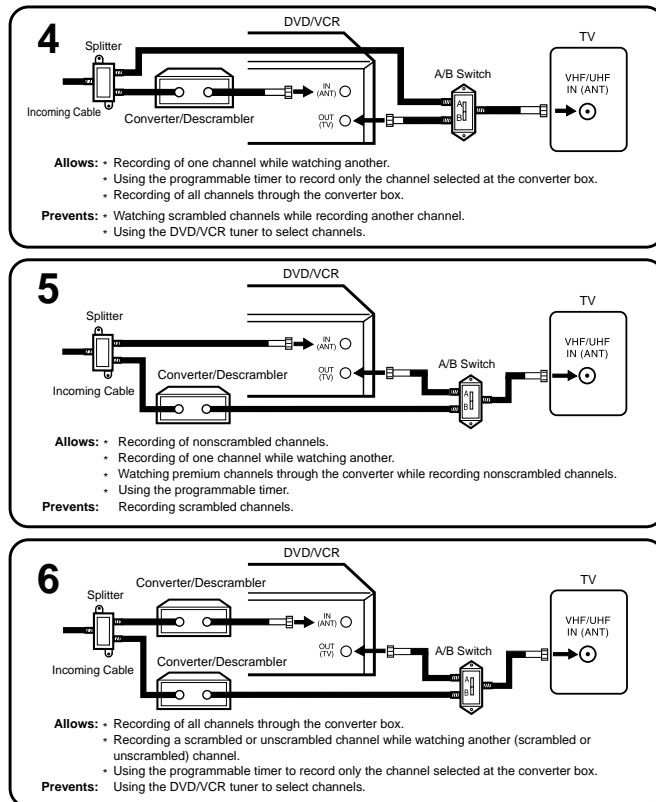 4
DVD/VCR
TV
Splitter
A/B Switch
IN
(ANT)
VHF/UHF
IN (ANT)
A
B
OUT
(TV)
Incoming Cable
Converter/Descrambler
Allows: * Recording of one channel while watching another.
* Using the programmable timer to record only the channel selected at the converter box.
* Recording of all channels through the converter box.
Prevents: * Watching scrambled channels while recording another channel.
* Using the DVD/VCR tuner to select channels.
5
DVD/VCR
TV
Splitter
IN
(ANT)
VHF/UHF
IN (ANT)
A/B Switch
OUT
(TV)
Incoming Cable
Converter/Descrambler
A
B
Allows: * Recording of nonscrambled channels.
* Recording of one channel while watching another.
* Watching premium channels through the converter while recording nonscrambled channels.
* Using the programmable timer.
Prevents: Recording scrambled channels.
6
DVD/VCR
TV
Converter/Descrambler
Splitter
IN
(ANT)
VHF/UHF
IN (ANT)
OUT
(TV)
A/B Switch
Incoming Cable
Converter/Descrambler
A
B
Allows: * Recording of all channels through the converter box.
* Recording a scrambled or unscrambled channel while watching another (scrambled or
unscrambled) channel.
* Using the programmable timer to record only the channel selected at the converter box.
Prevents: Using the DVD/VCR tuner to select channels.